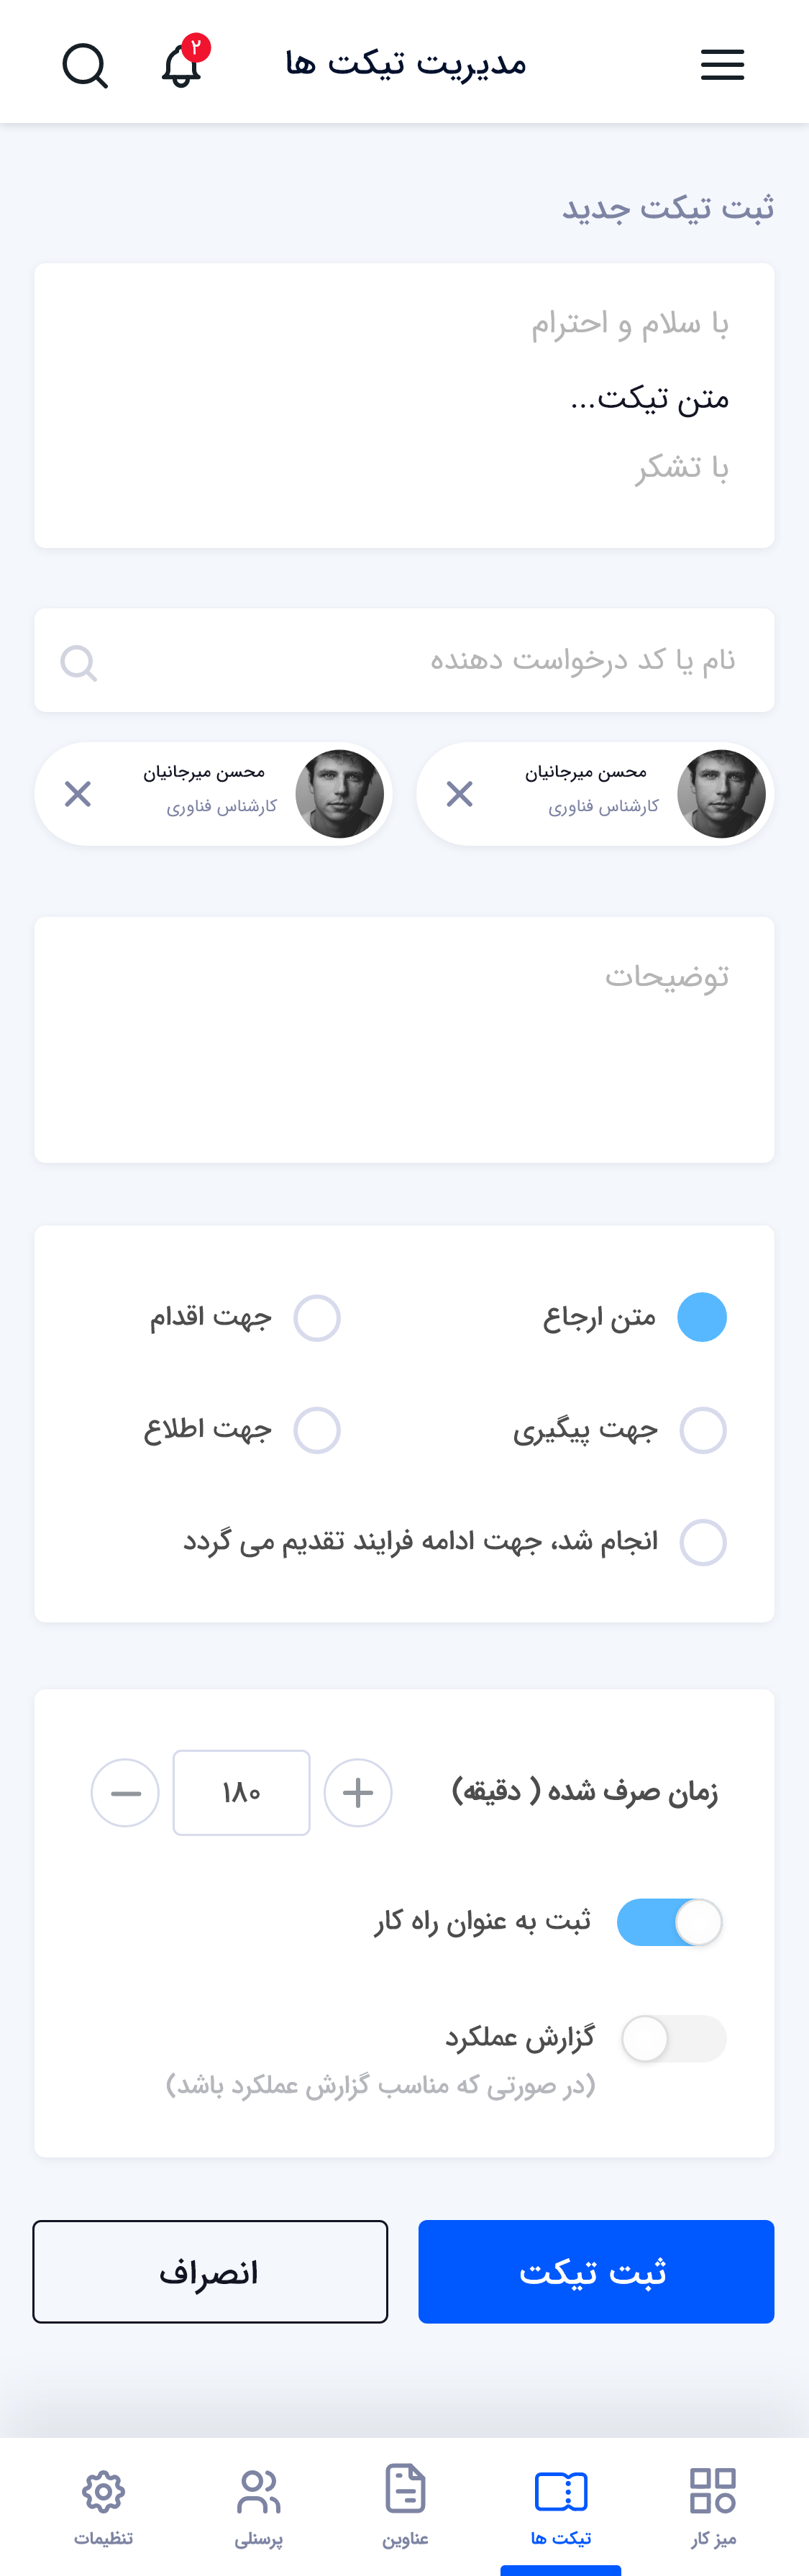 مدیریت تیکت ها
۲
ثبت تیکت جدید
با سلام و احترام
متن تیکت...
با تشکر
نام یا کد درخواست دهنده
محسن میرجانیان
کارشناس فناوری
محسن میرجانیان
کارشناس فناوری
توضیحات
متن ارجاع
جهت اقدام
جهت پیگیری
جهت اطلاع
انجام شد، جهت ادامه فرایند تقدیم می گردد
زمان صرف شده ( دقیقه)
۱۸۰
ثبت به عنوان راه کار
گزارش عملکرد
(در صورتی که مناسب گزارش عملکرد باشد)
ثبت تیکت
انصراف
میز کار
تیکت ها
عناوین
پرسنلی
تنظیمات